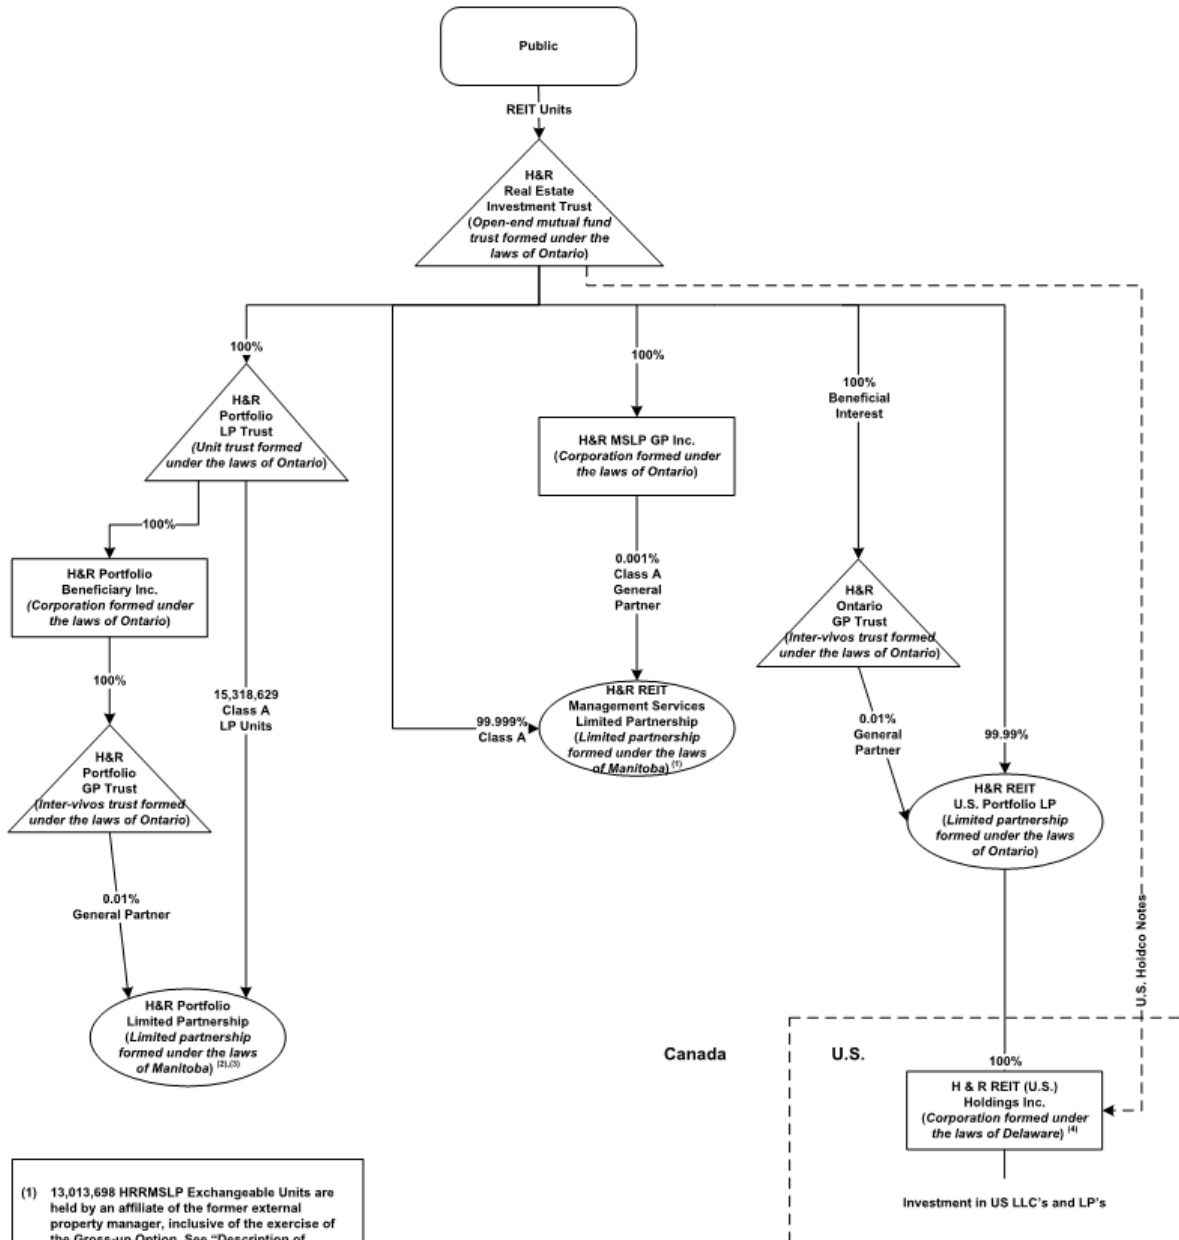 Public
REIT Units
H&R
Real Estate
Investment Trust
(Open-end mutual fund
trust formed under the
laws of Ontario)
100%
H&R
Portfolio
LP Trust
(Unit trust formed
under the laws of Ontario)
100%
H&R Portfolio
Beneficiary Inc.
(Corporation formed under
the laws of Ontario)
100%
H&R
Portfolio
GP Trust
(Inter-vivos trust formed
under the laws of Ontario)
0.01%
General Partner
15,318,629
Class A
LP Units
H&R Portfolio
Limited Partnership
(Limited partnership
formed under the laws
of Manitoba) (2),(3)
99.999%
Class A
100%
H&R MSLP GP Inc.
(Corporation formed under
the laws of Ontario)
0.001%
Class A
General
Partner
H&R REIT
Management Services
Limited Partnership
(Limited partnership
formed under the laws
of Manitoba) (1)
100%
Beneficial
Interest
H&R
Ontario
GP Trust
(Inter-vivos trust formed
under the laws of Ontario)
0.01%
General
Partner
99.99%
H&R REIT
U.S. Portfolio LP
(Limited partnership
formed under the laws
of Ontario)
U.S. Holdco Notes
Canada
U.S.
100%
H & R REIT (U.S.)
Holdings Inc.
(Corporation formed under
the laws of Delaware) (4)
Investment in US LLC's and LP's
(1) 13,013,698 HRRMSLP Exchangeable Units are
held by an affiliate of the former external
property manager, inclusive of the exercise of
the Gross-up Option. See "Description of